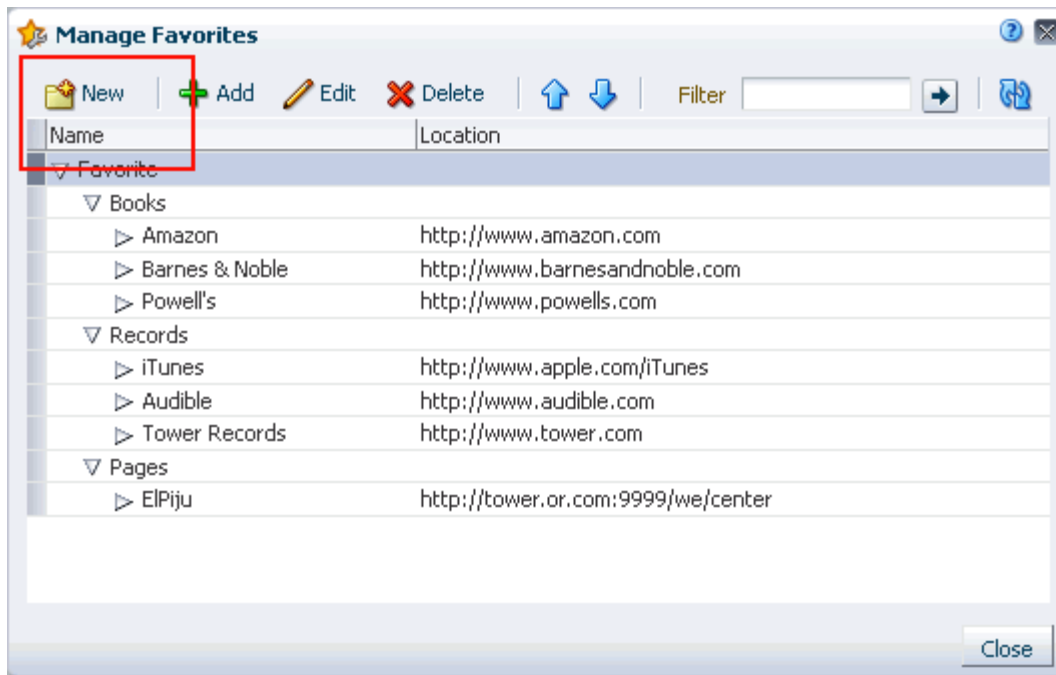 Manage Favorites
New Add Edit Delete Filter
Name Location
Favorite
Books
Amazon http://www.amazon.com
Barnes & Noble http://www.barnesandnoble.com
Powell's http://www.powells.com
Records
iTunes http://www.apple.com/iTunes
Audible http://www.audible.com
Tower Records http://www.tower.com
Pages
ElPiju http://tower.or.com:9999/we/center
Close